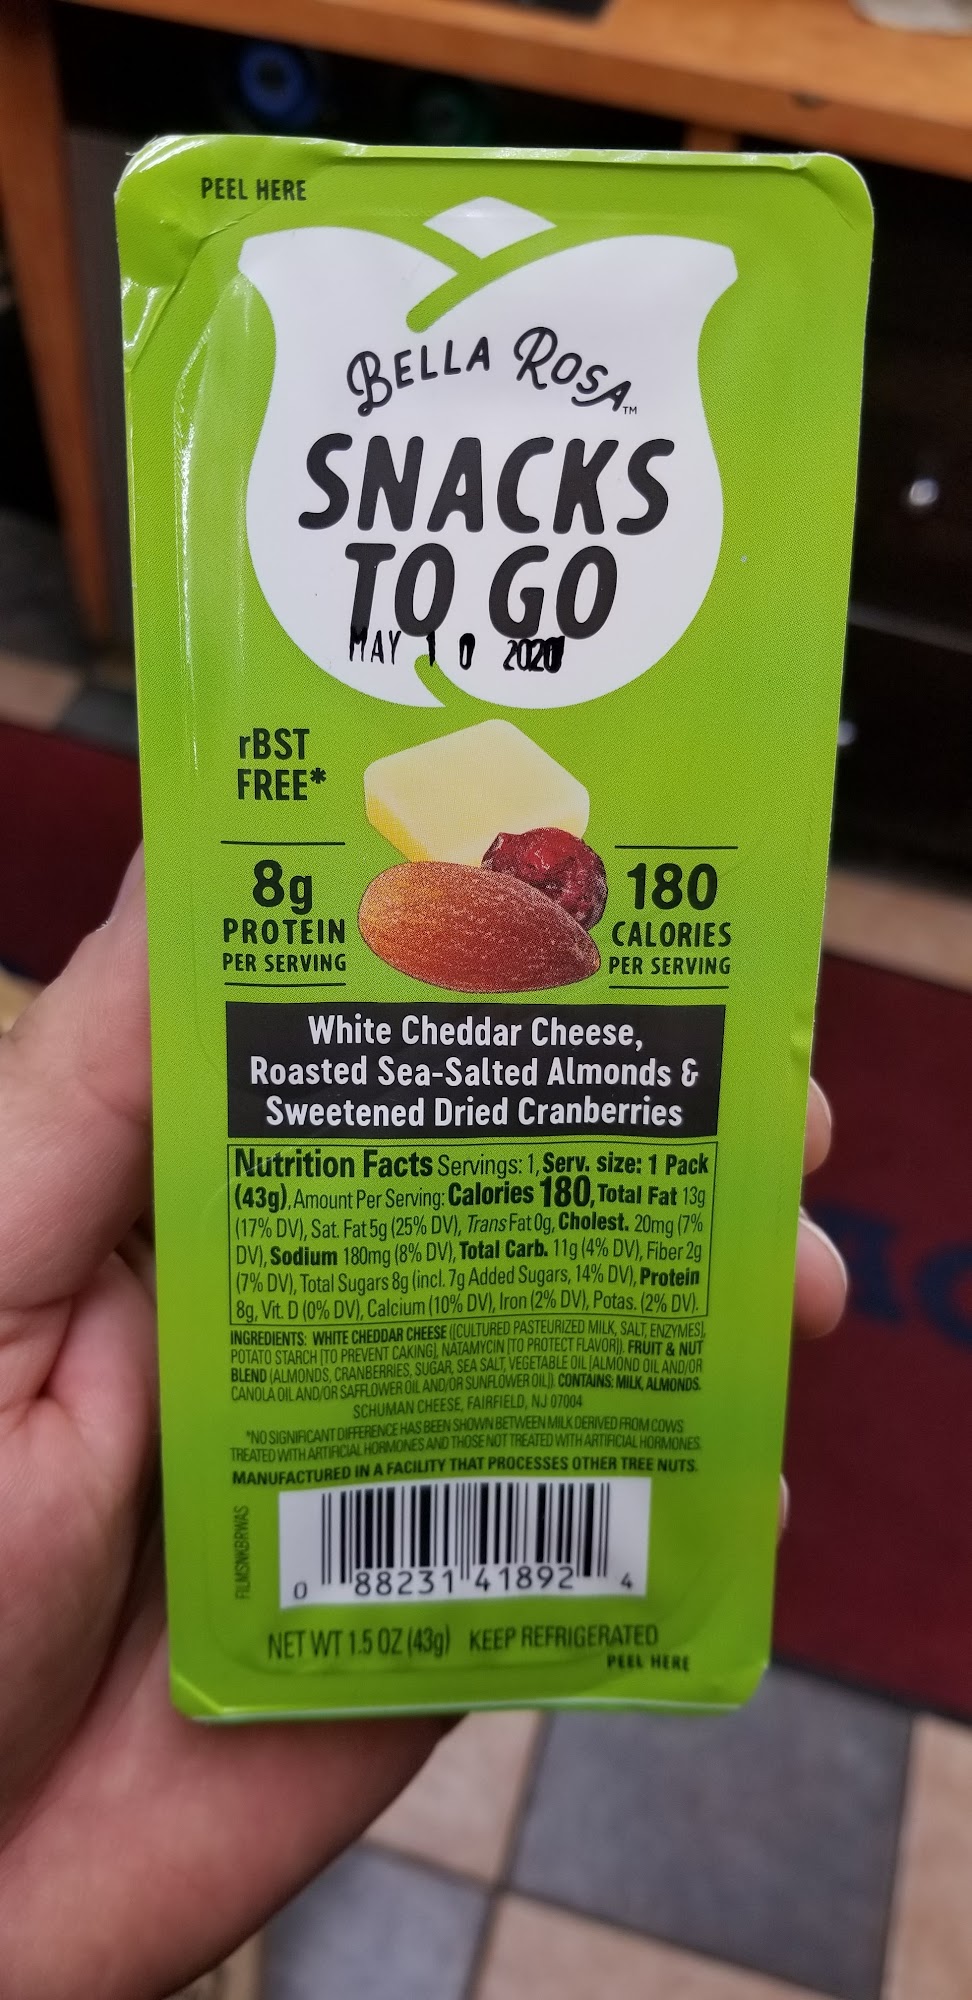 PEEL HERE
BELLA ROSA™
SNACKS
TO GO
MAY 10 2020
rBST
FREE*
8g
PROTEIN
PER SERVING
180
CALORIES
PER SERVING
White Cheddar Cheese,
Roasted Sea-Salted Almonds &
Sweetened Dried Cranberries
Nutrition Facts Servings: 1, Serv. size: 1 Pack
(43g), Amount Per Serving: Calories 180, Total Fat 13g
(17% DV), Sat. Fat 5g (25% DV), Trans Fat 0g, Cholest. 20mg (7%
DV), Sodium 180mg (8% DV), Total Carb. 11g (4% DV), Fiber 2g
(7% DV), Total Sugars 8g (incl. 7g Added Sugars, 14% DV), Protein
8g, Vit. D (0% DV), Calcium (10% DV), Iron (2% DV), Potas. (2% DV).
INGREDIENTS: WHITE CHEDDAR CHEESE ([CULTURED PASTEURIZED MILK, SALT, ENZYMES],
POTATO STARCH [TO PREVENT CAKING], NATAMYCIN [TO PROTECT FLAVOR]). FRUIT & NUT
BLEND (ALMONDS, CRANBERRIES, SUGAR, SEA SALT, VEGETABLE OIL [ALMOND OIL AND/OR
CANOLA OIL AND/OR SAFFLOWER OIL AND/OR SUNFLOWER OIL]). CONTAINS: MILK, ALMONDS.
SCHUMAN CHEESE, FAIRFIELD, NJ 07004
*NO SIGNIFICANT DIFFERENCE HAS BEEN SHOWN BETWEEN MILK DERIVED FROM COWS
TREATED WITH ARTIFICIAL HORMONES AND THOSE NOT TREATED WITH ARTIFICIAL HORMONES.
MANUFACTURED IN A FACILITY THAT PROCESSES OTHER TREE NUTS.
FILMSNKBRWAS
0 88231 41892 4
NET WT 1.5 OZ (43g) KEEP REFRIGERATED
PEEL HERE